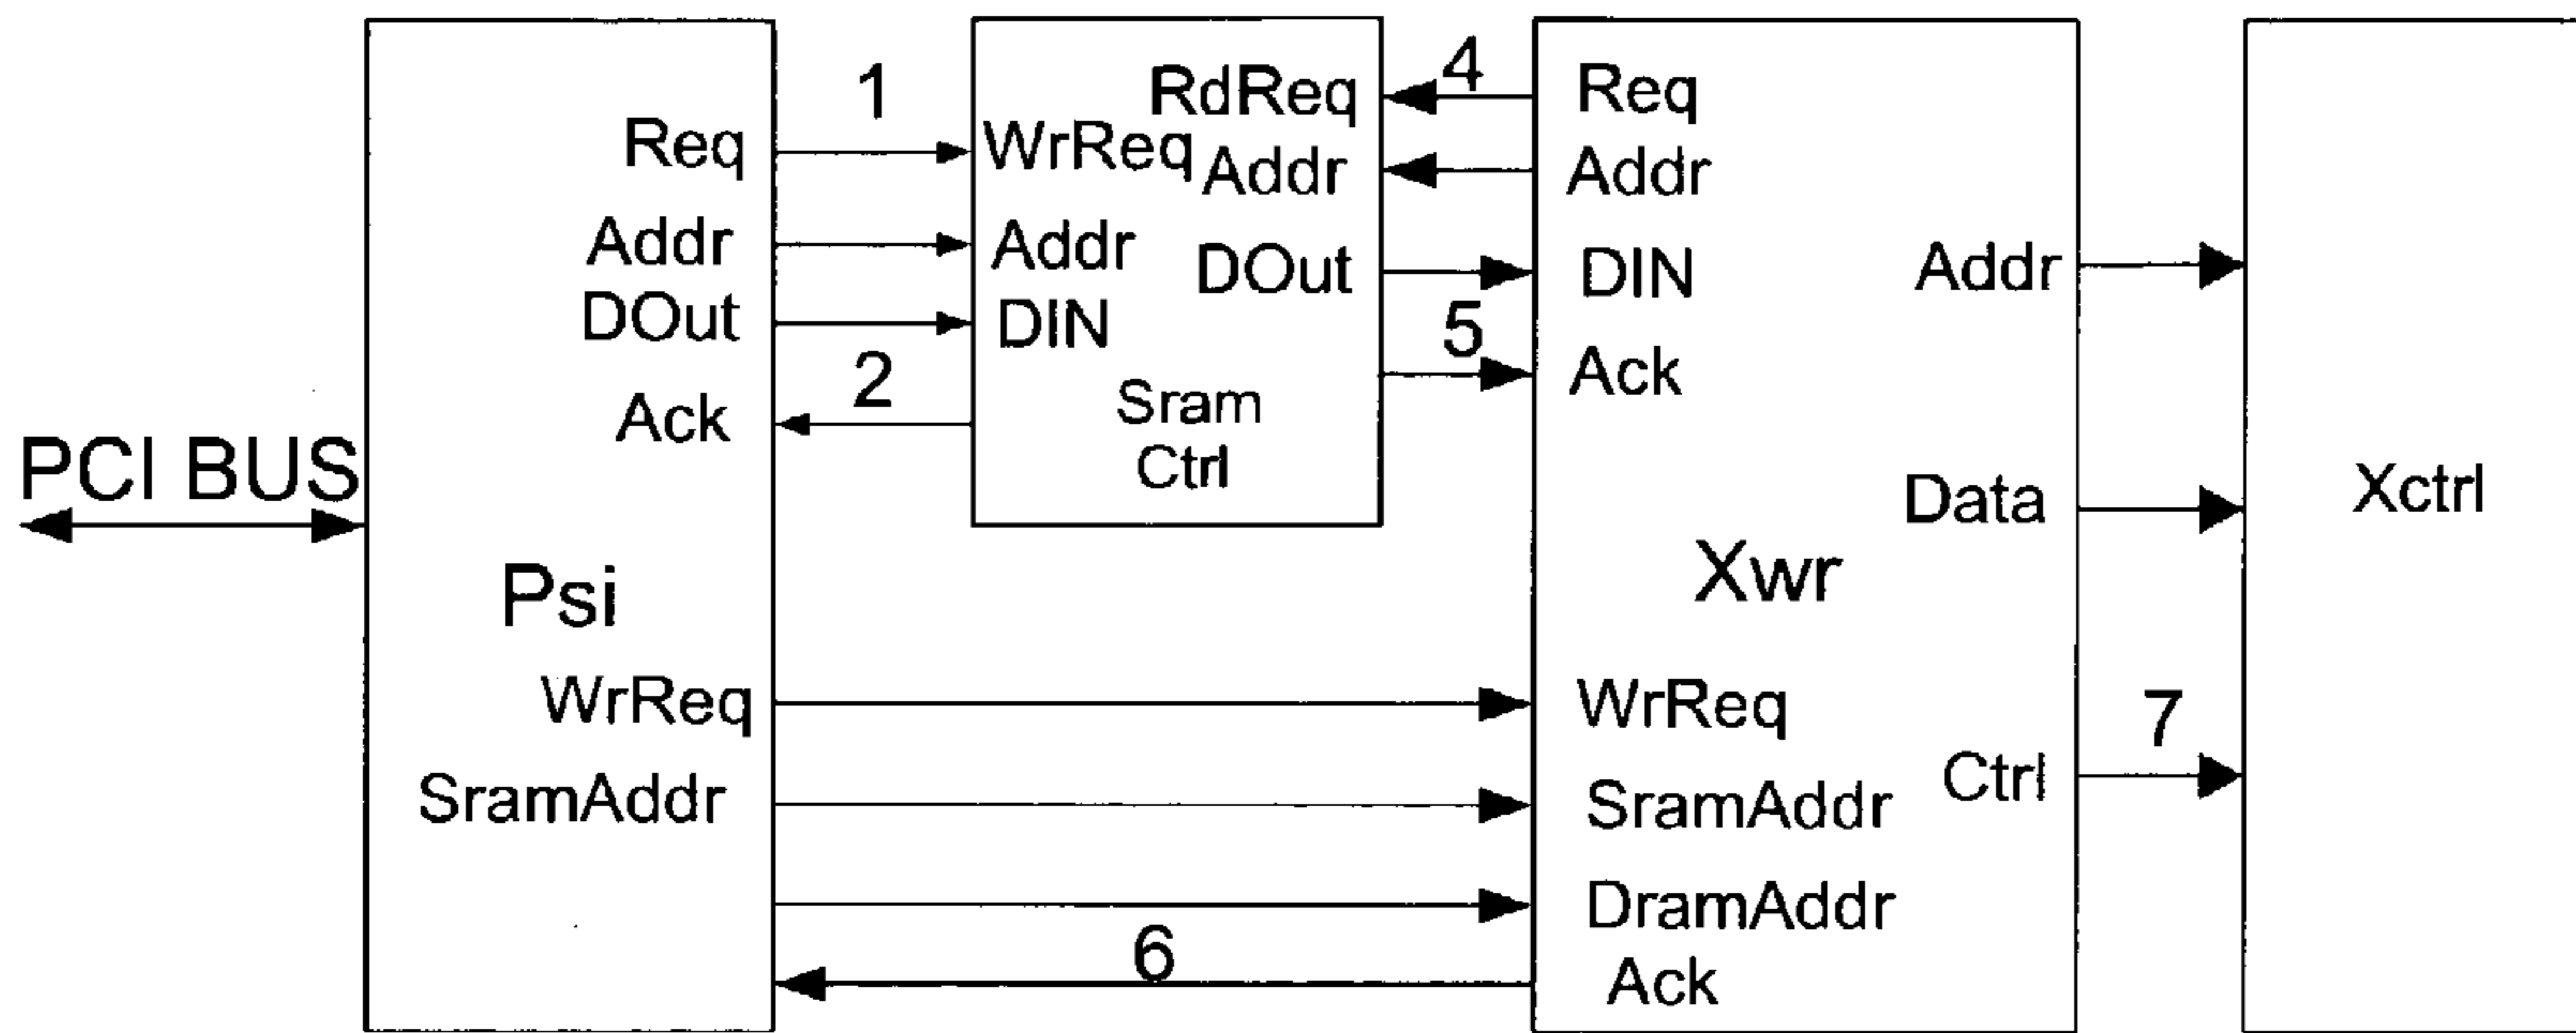 PCI BUS
Req
Addr
DOut
Ack
Psi
WrReq
SramAddr
1
2
WrReq
Addr
DIN
RdReq
Addr
DOut
Sram
Ctrl
4
5
6
Req
Addr
DIN
Ack
Xwr
WrReq
SramAddr
DramAddr
Ack
Addr
Data
Ctrl
7
Xctrl